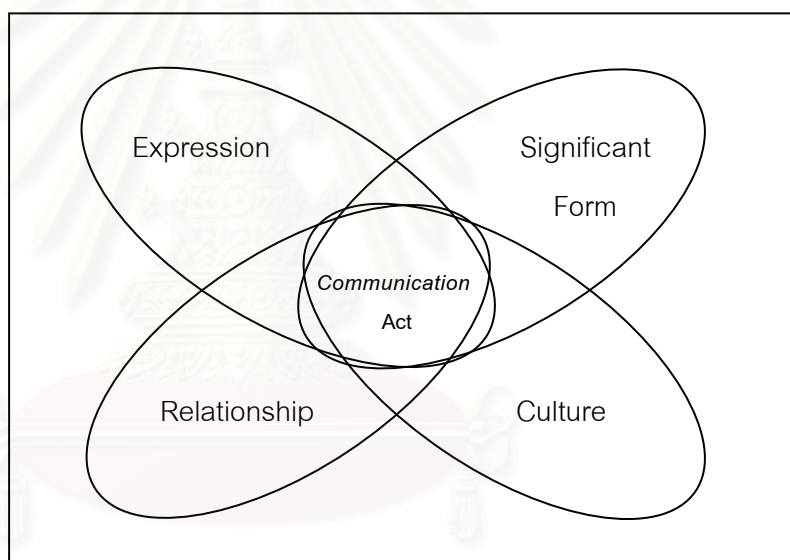 Expression
Significant
Form
Communication
Act
Relationship
Culture